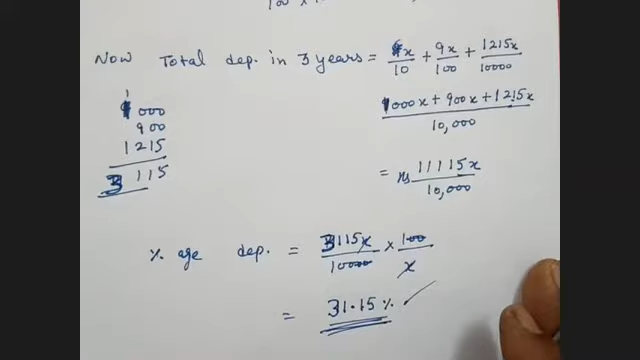 Now Total dep. in 3 years = x/10 + 9x/100 + 1215x/10000
1
1000
900
1215
3115
1000x + 900x + 1215x / 10,000
= Rs 11115x / 10,000
% age dep. = 3115x/10000 × 100/x
= 31.15% ✓